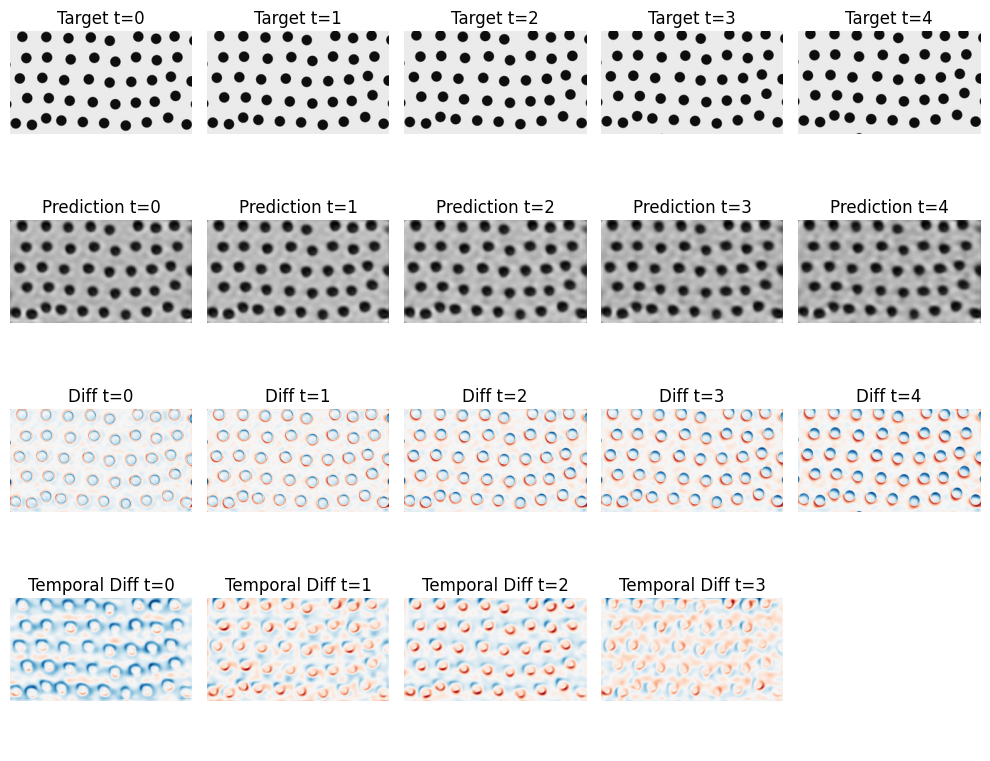 Target t=0
Target t=1
Target t=2
Target t=3
Target t=4
Prediction t=0
Prediction t=1
Prediction t=2
Prediction t=3
Prediction t=4
Diff t=0
Diff t=1
Diff t=2
Diff t=3
Diff t=4
Temporal Diff t=0
Temporal Diff t=1
Temporal Diff t=2
Temporal Diff t=3